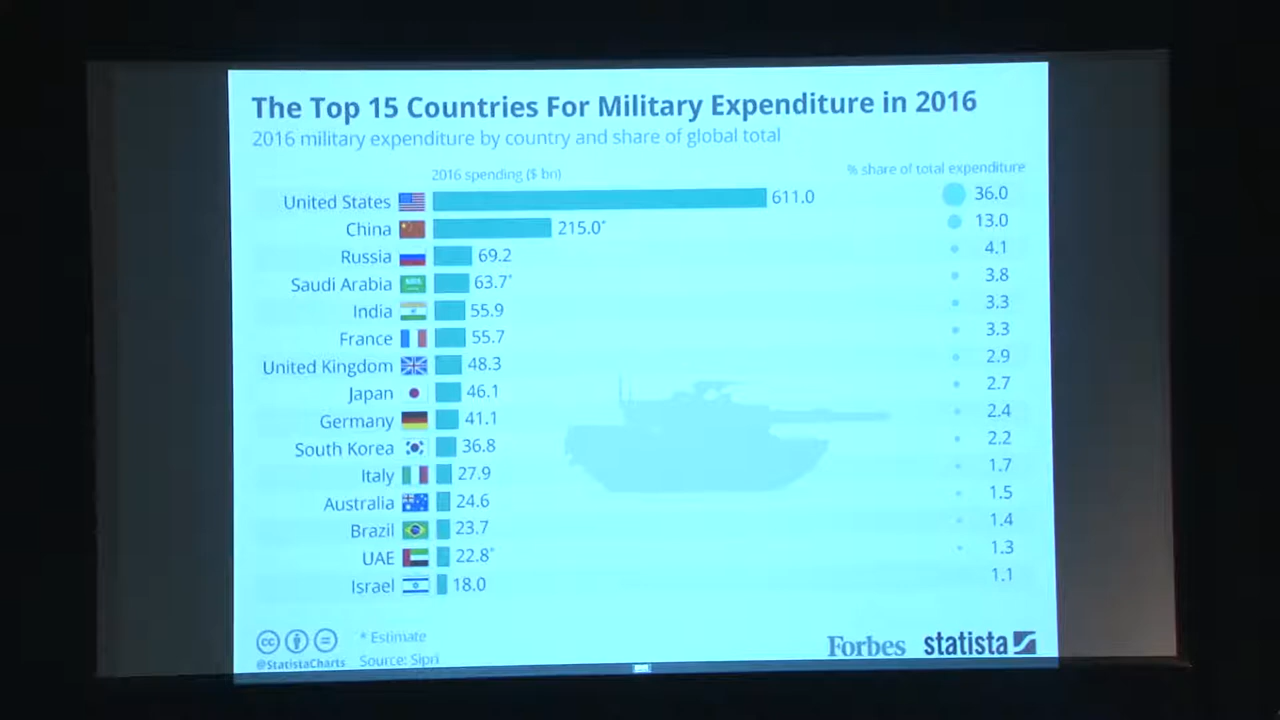 The Top 15 Countries For Military Expenditure in 2016
2016 military expenditure by country and share of global total
2016 spending ($ bn) % share of total expenditure
United States 611.0 36.0
China 215.0* 13.0
Russia 69.2 4.1
Saudi Arabia 63.7* 3.8
India 55.9 3.3
France 55.7 3.3
United Kingdom 48.3 2.9
Japan 46.1 2.7
Germany 41.1 2.4
South Korea 36.8 2.2
Italy 27.9 1.7
Australia 24.6 1.5
Brazil 23.7 1.4
UAE 22.8* 1.3
Israel 18.0 1.1
cc
@StatistaCharts
* Estimate
Source: Sipri
Forbes statista